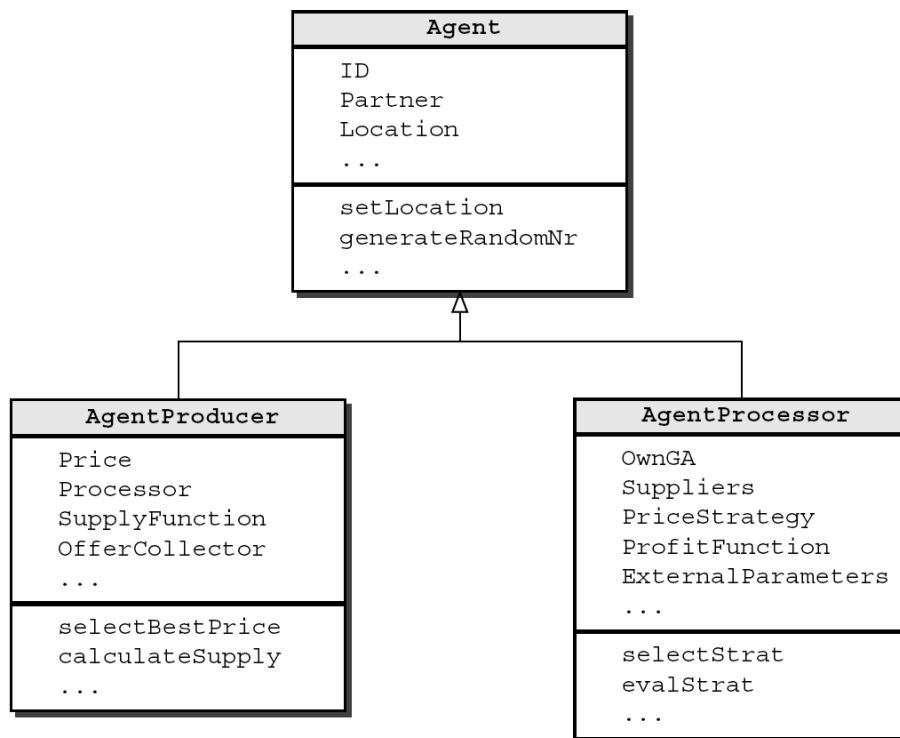 Agent
ID
Partner
Location
...
setLocation
generateRandomNr
...
AgentProducer
Price
Processor
SupplyFunction
OfferCollector
...
selectBestPrice
calculateSupply
...
AgentProcessor
OwnGA
Suppliers
PriceStrategy
ProfitFunction
ExternalParameters
...
selectStrat
evalStrat
...